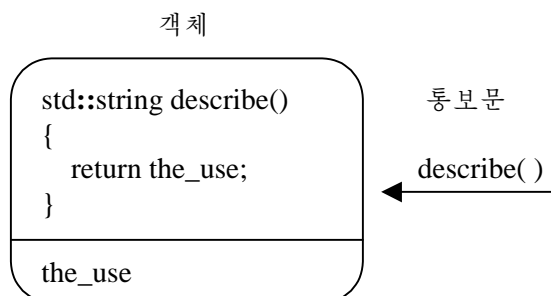 객체
std::string describe()
{
return the_use;
}
the_use
통보문
describe( )